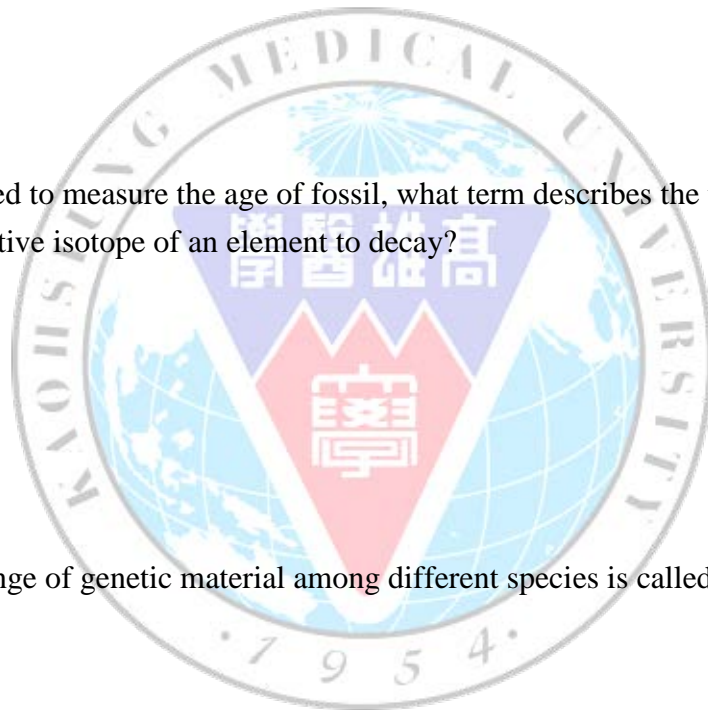 KAOHSIUNG MEDICAL UNIVERSITY
ed to measure the age of fossil, what term describes the
tive isotope of an element to decay?
學醫雄高
學
nge of genetic material among different species is called
·1954·